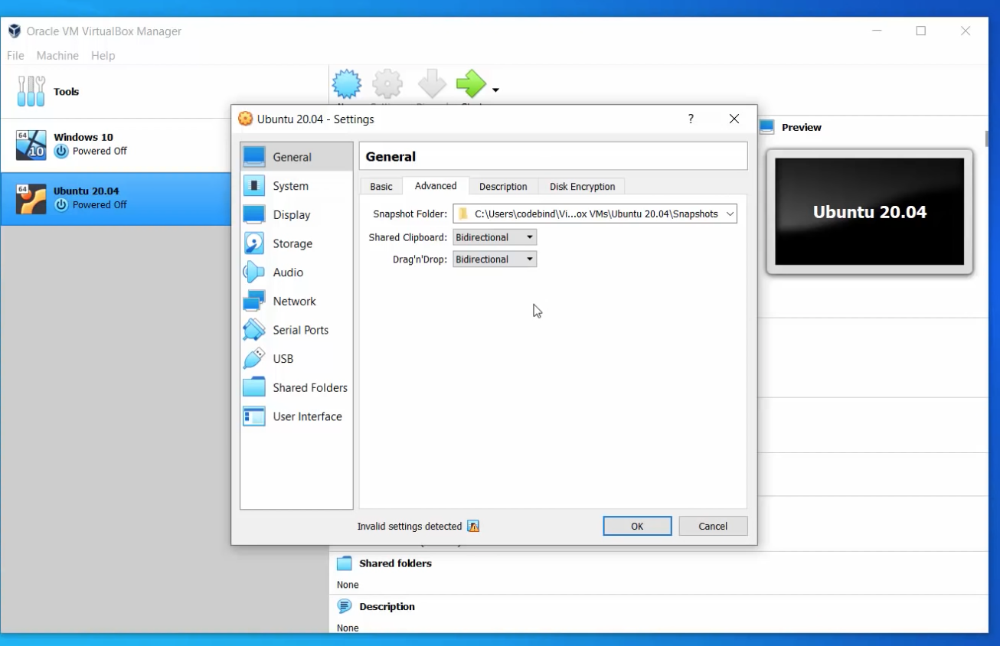 Oracle VM VirtualBox Manager
File Machine Help
Tools
64
10
Windows 10
Powered Off
64
Ubuntu 20.04
Powered Off
Ubuntu 20.04 - Settings
?
General
System
Display
Storage
Audio
Network
Serial Ports
USB
Shared Folders
User Interface
General
Basic Advanced Description Disk Encryption
Snapshot Folder: C:\Users\codebind\Vi...ox VMs\Ubuntu 20.04\Snapshots
Shared Clipboard: Bidirectional
Drag'n'Drop: Bidirectional
Invalid settings detected
OK Cancel
Preview
Ubuntu 20.04
Shared folders
None
Description
None